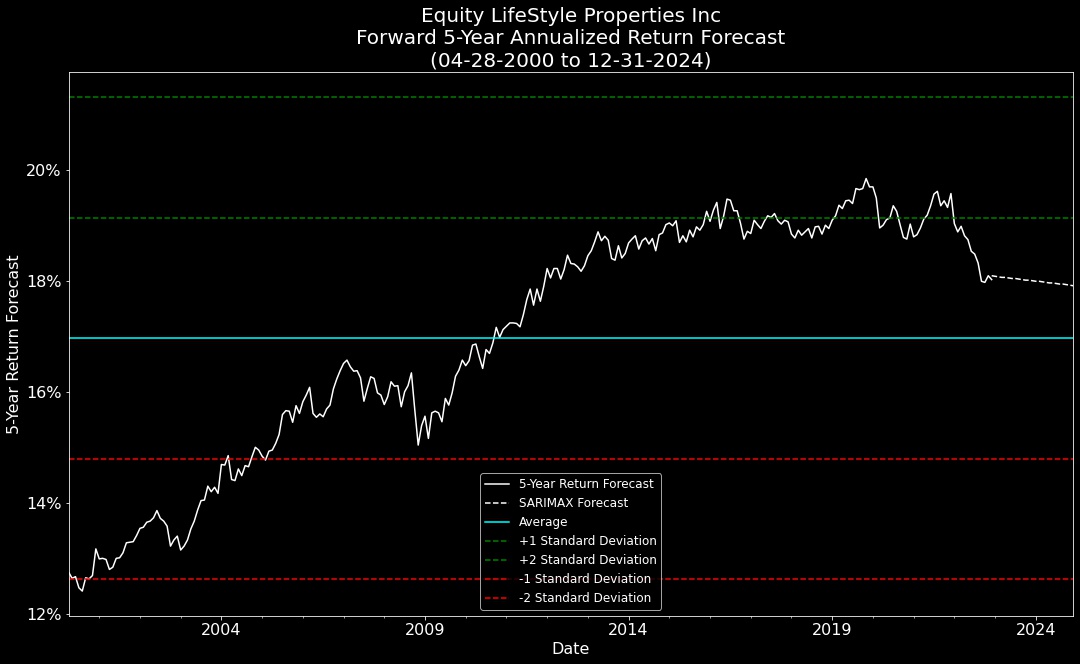 Equity LifeStyle Properties Inc
Forward 5-Year Annualized Return Forecast
(04-28-2000 to 12-31-2024)
5-Year Return Forecast
20%
18%
16%
14%
12%
5-Year Return Forecast
SARIMAX Forecast
Average
+1 Standard Deviation
+2 Standard Deviation
-1 Standard Deviation
-2 Standard Deviation
2004
2009
2014
2019
2024
Date